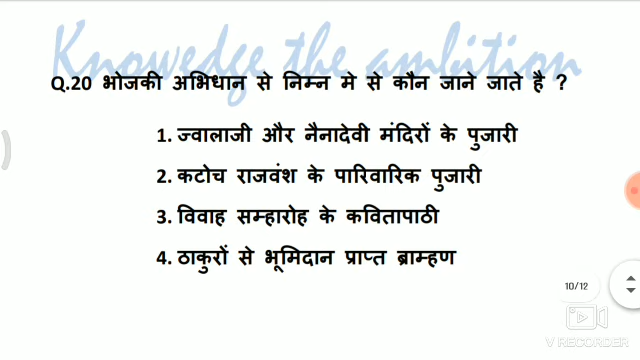 Knowedge the ambition
Q.20 भोजकी अभिधान से निम्न मे से कौन जाने जाते है ?
1. ज्वालाजी और नैनादेवी मंदिरों के पुजारी
2. कटोच राजवंश के पारिवारिक पुजारी
3. विवाह सम्हारोह के कवितापाठी
4. ठाकुरों से भूमिदान प्राप्त ब्राम्हण
10/12
V RECORDER